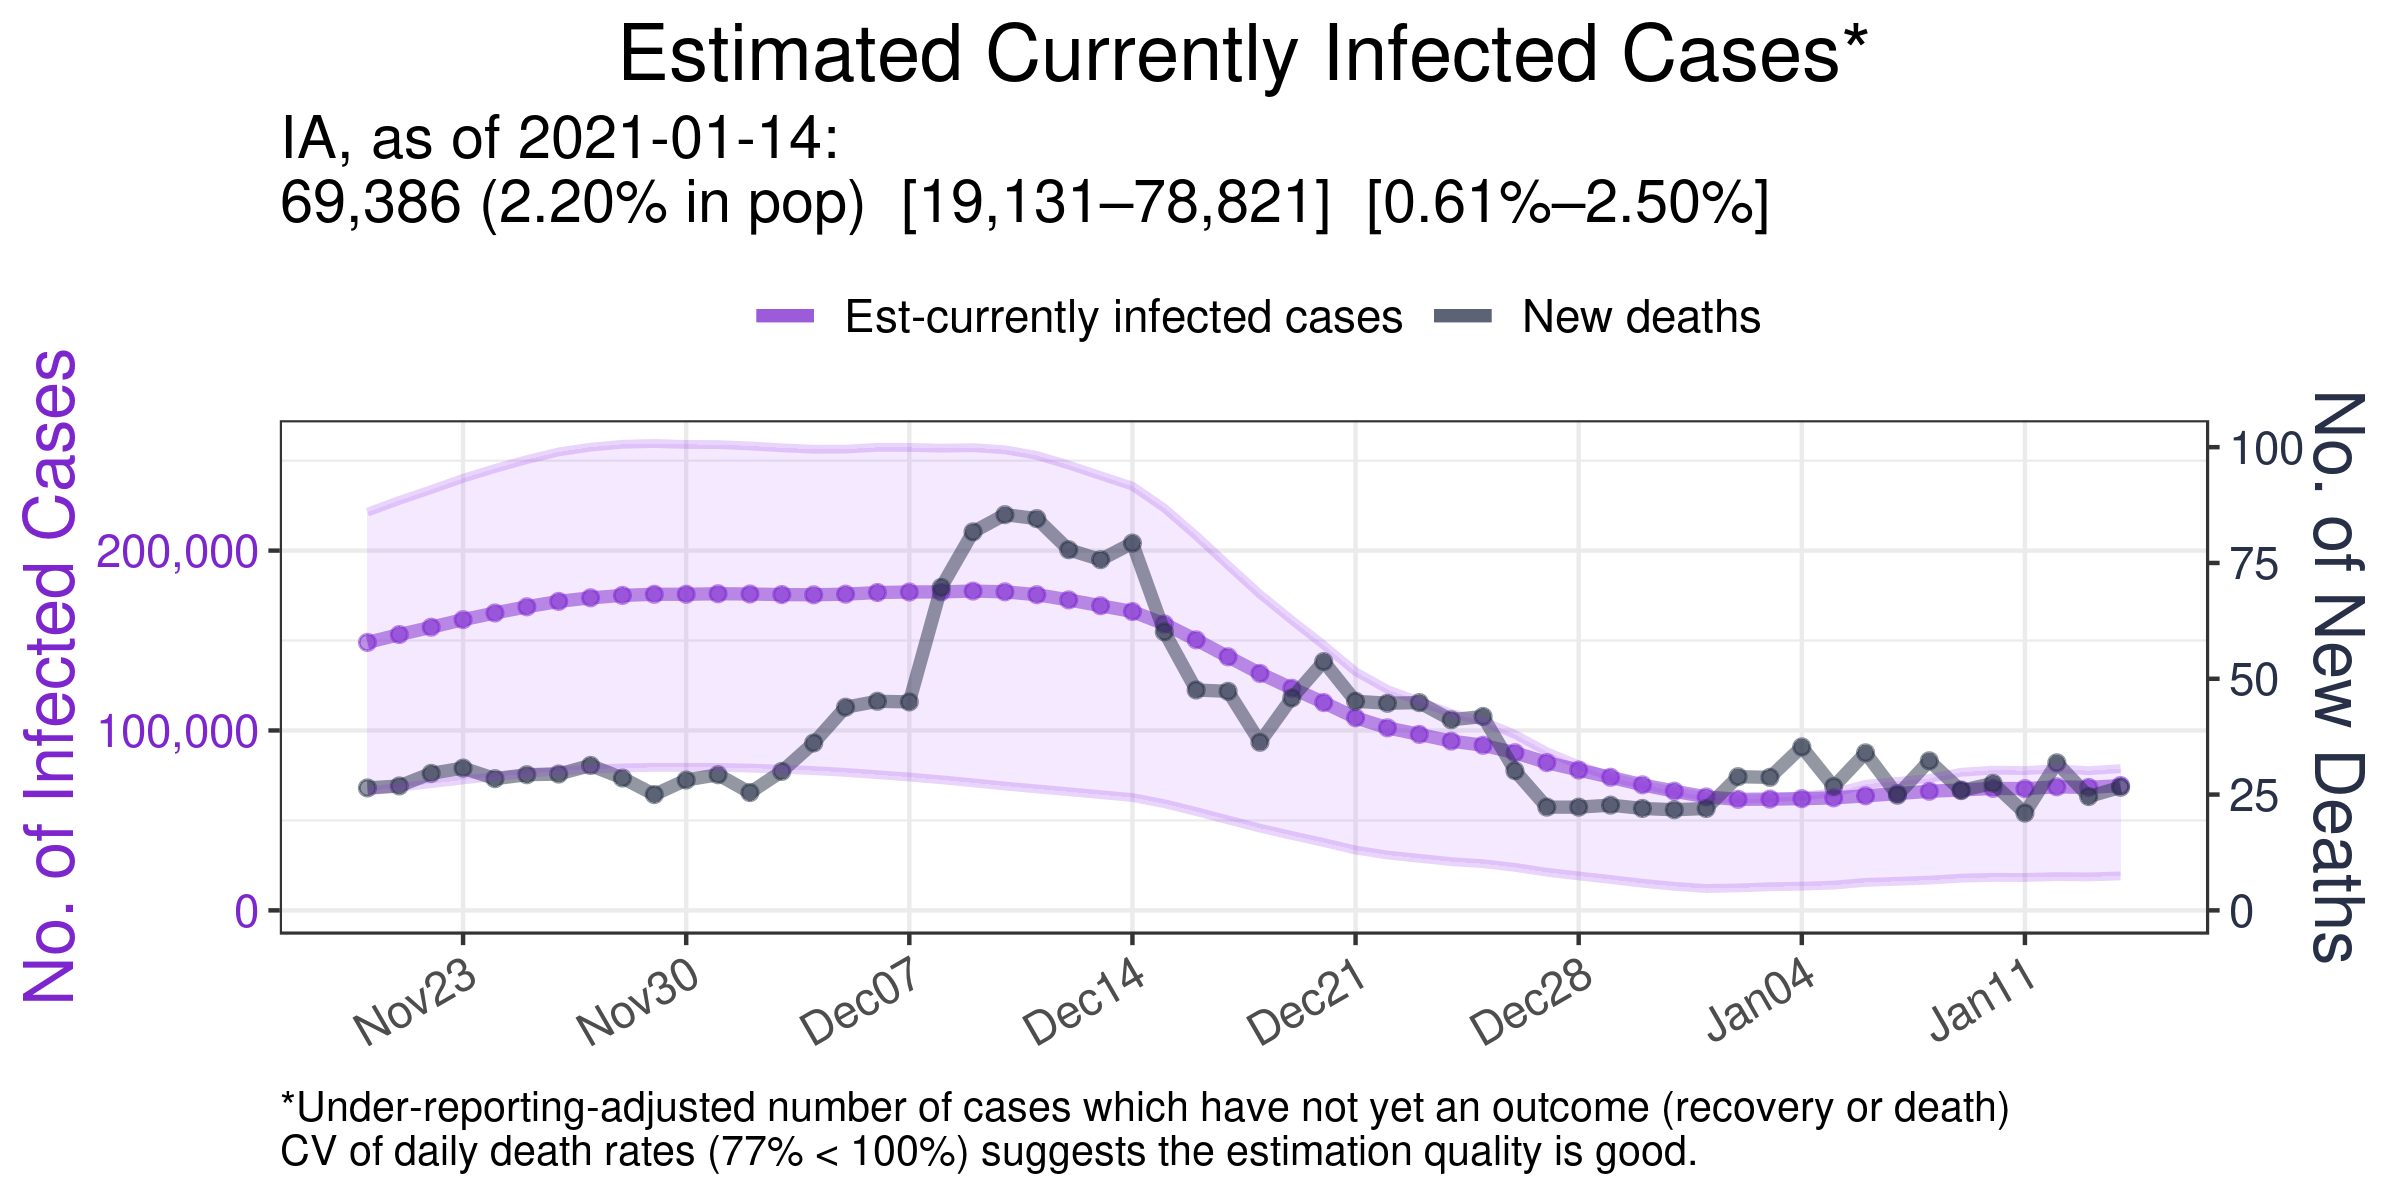 Estimated Currently Infected Cases*
IA, as of 2021-01-14:
69,386 (2.20% in pop)  [19,131–78,821]  [0.61%–2.50%]
Est-currently infected cases
New deaths
No. of Infected Cases
200,000
100,000
0
100
75
50
25
0
No. of New Deaths
Nov23
Nov30
Dec07
Dec14
Dec21
Dec28
Jan04
Jan11
*Under-reporting-adjusted number of cases which have not yet an outcome (recovery or death)
CV of daily death rates (77% < 100%) suggests the estimation quality is good.